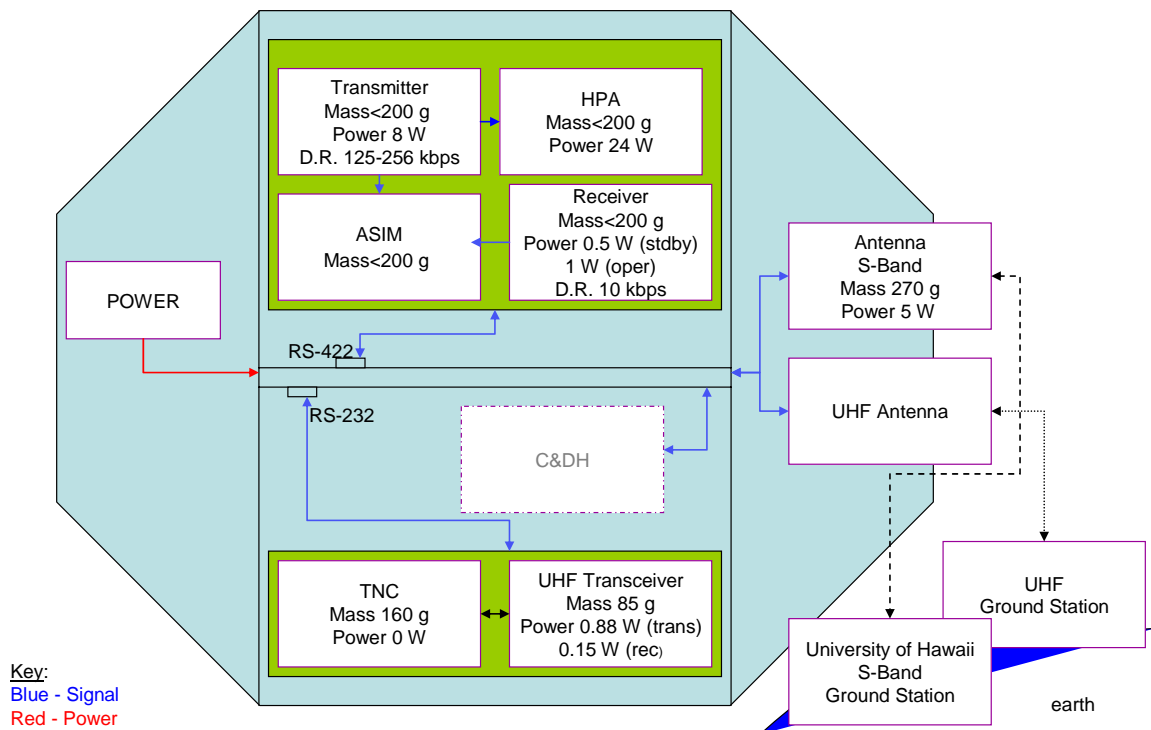 Transmitter
Mass<200 g
Power 8 W
D.R. 125-256 kbps
HPA
Mass<200 g
Power 24 W
ASIM
Mass<200 g
Receiver
Mass<200 g
Power 0.5 W (stdby)
1 W (oper)
D.R. 10 kbps
POWER
Antenna
S-Band
Mass 270 g
Power 5 W
RS-422
RS-232
UHF Antenna
C&DH
TNC
Mass 160 g
Power 0 W
UHF Transceiver
Mass 85 g
Power 0.88 W (trans)
0.15 W (rec)
UHF
Ground Station
University of Hawaii
S-Band
Ground Station
earth
Key:
Blue - Signal
Red - Power